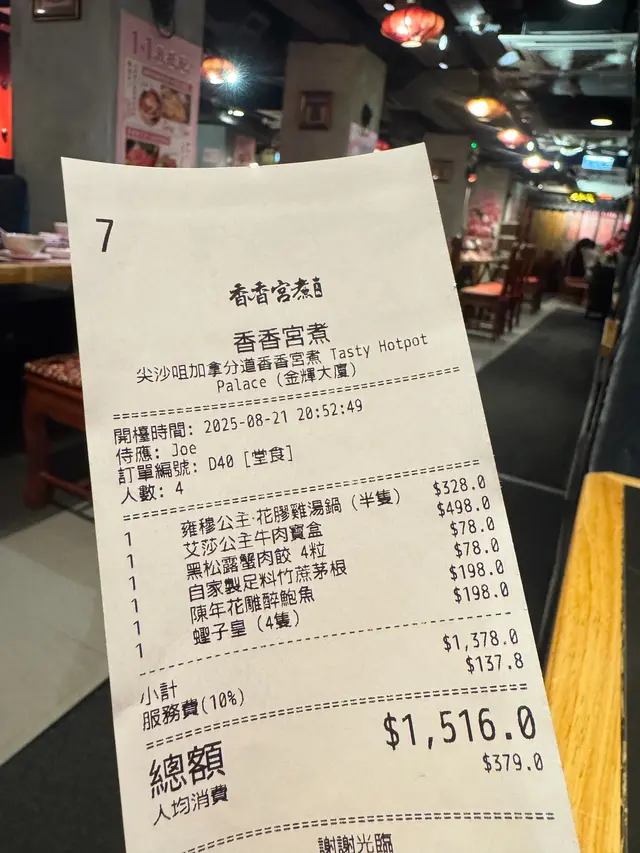 1+1
7
香香宮煮
香香宮煮
尖沙咀加拿分道香香宮煮 Tasty Hotpot
Palace (金輝大廈)
開檯時間: 2025-08-21 20:52:49
侍應: Joe
訂單編號: D40 [堂食]
人數: 4
1 雍穆公主·花膠雞湯鍋 (半隻) $328.0
1 艾莎公主牛肉寶盒 $498.0
1 黑松露蟹肉餃 4粒 $78.0
1 自家製足料竹蔗茅根 $78.0
1 陳年花雕醉鮑魚 $198.0
1 蟶子皇 (4隻) $198.0
小計 $1,378.0
服務費(10%) $137.8
總額 $1,516.0
人均消費 $379.0
謝謝光臨